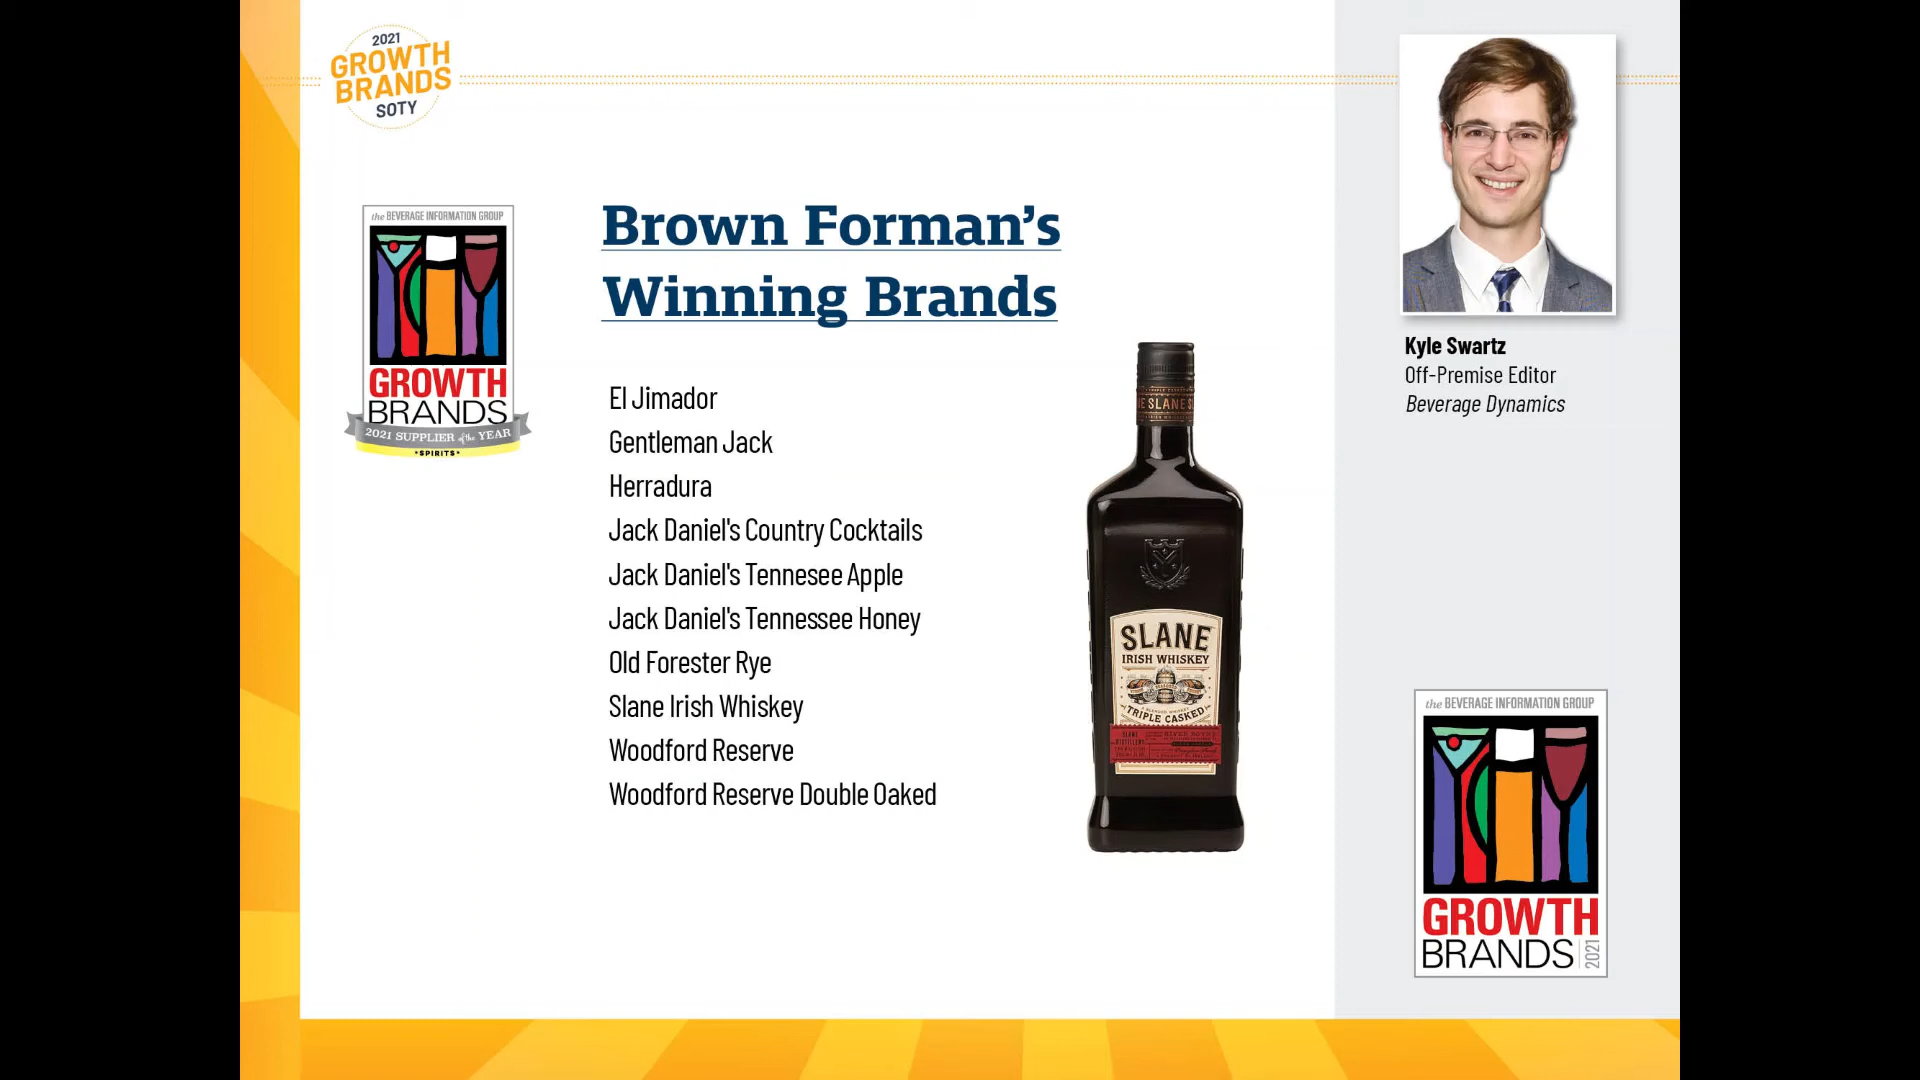 2021
GROWTH
BRANDS
SOTY
the BEVERAGE INFORMATION GROUP
GROWTH
BRANDS
2021 SUPPLIER of the YEAR
•SPIRITS•
Brown Forman’s
Winning Brands
El Jimador
Gentleman Jack
Herradura
Jack Daniel's Country Cocktails
Jack Daniel's Tennesee Apple
Jack Daniel's Tennessee Honey
Old Forester Rye
Slane Irish Whiskey
Woodford Reserve
Woodford Reserve Double Oaked
SLANE
SLANE
IRISH WHISKEY
TRIPLE CASKED
Kyle Swartz
Off-Premise Editor
Beverage Dynamics
the BEVERAGE INFORMATION GROUP
GROWTH
BRANDS 2021